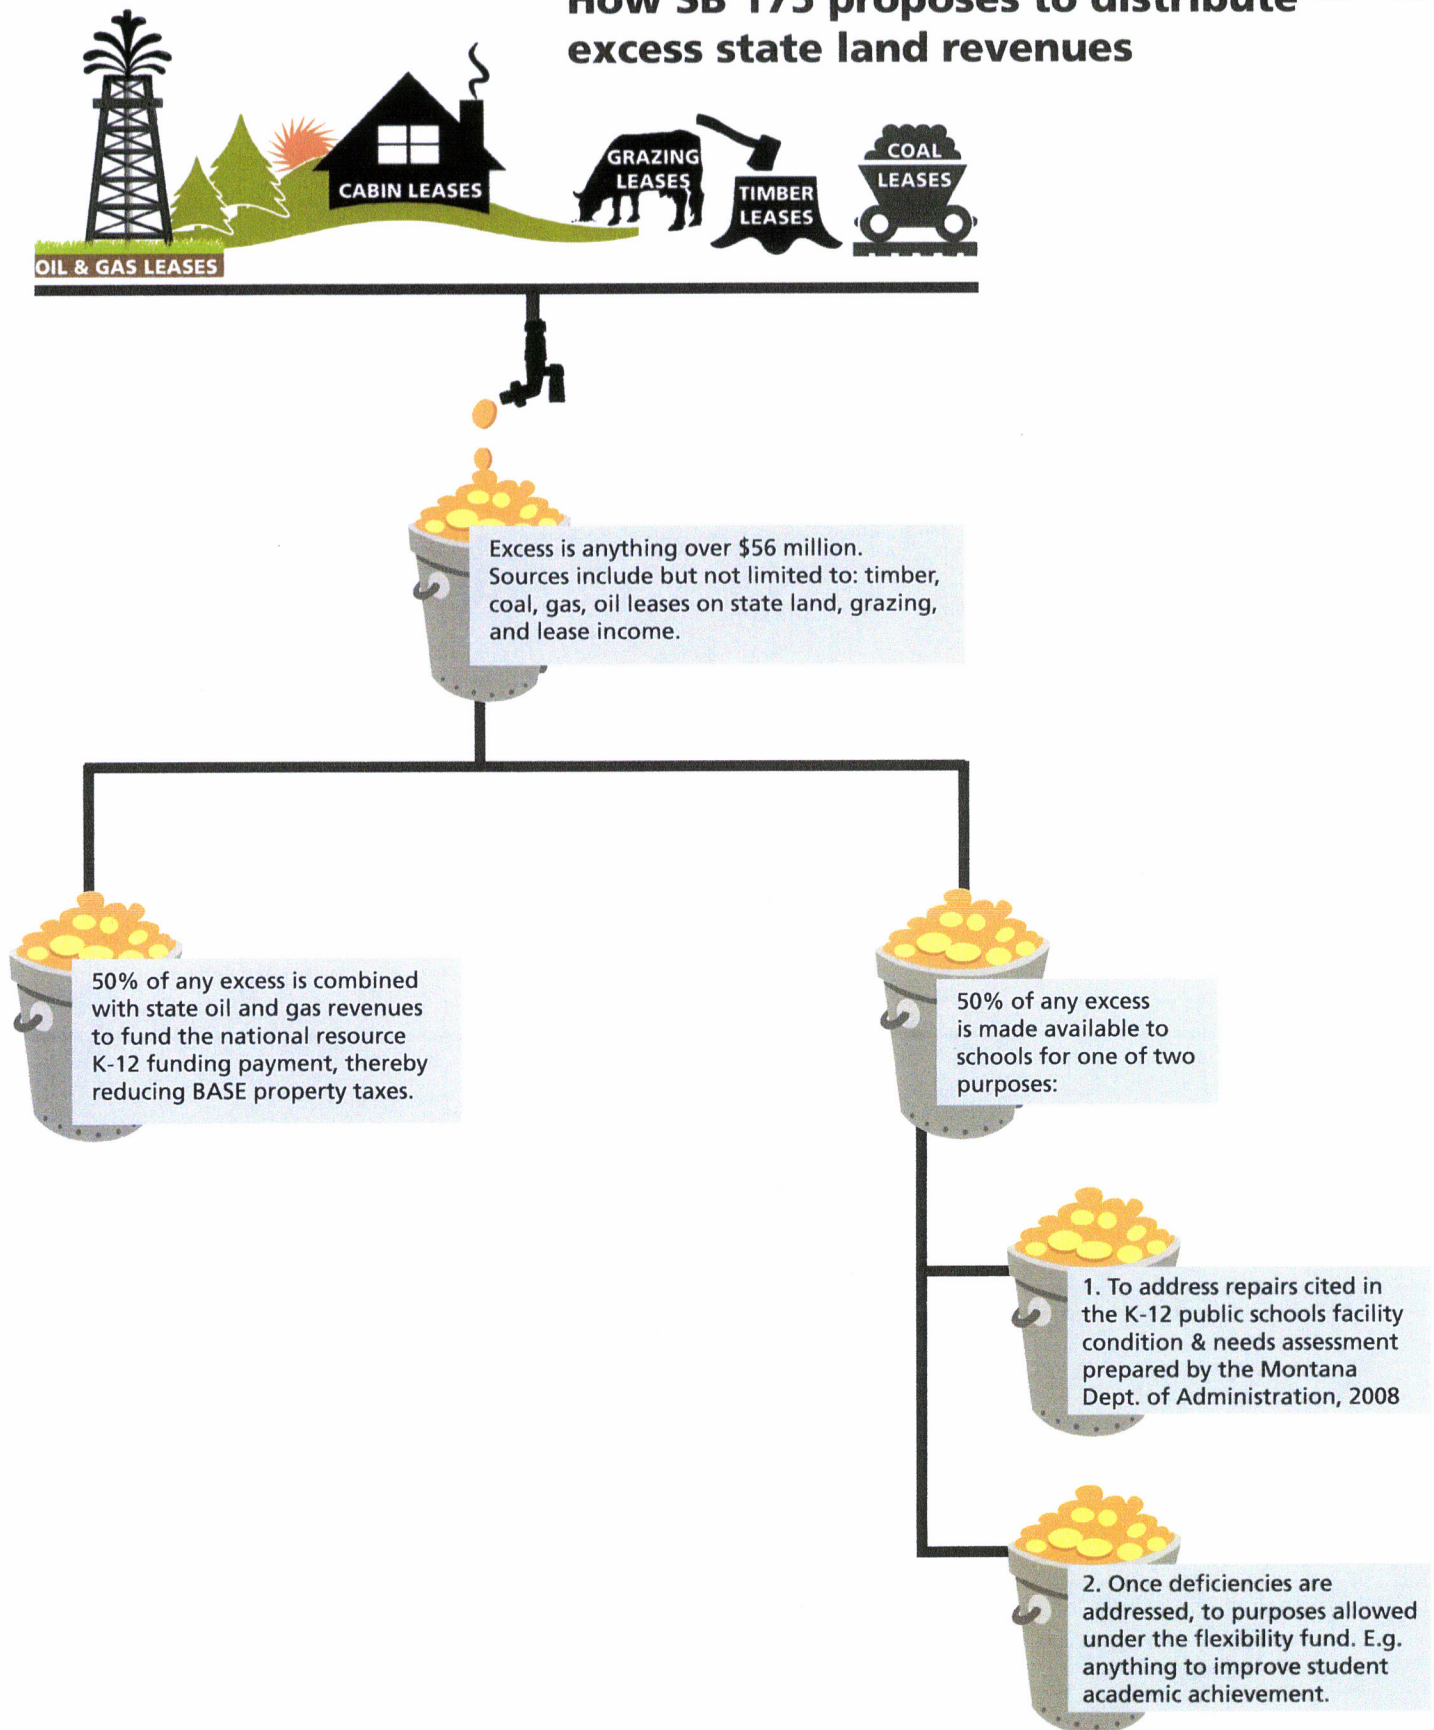 How SB 175 proposes to distribute
excess state land revenues
CABIN LEASES
GRAZING
LEASES
TIMBER
LEASES
COAL
LEASES
OIL & GAS LEASES
Excess is anything over $56 million.
Sources include but not limited to: timber,
coal, gas, oil leases on state land, grazing,
and lease income.
50% of any excess is combined
with state oil and gas revenues
to fund the national resource
K-12 funding payment, thereby
reducing BASE property taxes.
50% of any excess
is made available to
schools for one of two
purposes:
1. To address repairs cited in
the K-12 public schools facility
condition & needs assessment
prepared by the Montana
Dept. of Administration, 2008
2. Once deficiencies are
addressed, to purposes allowed
under the flexibility fund. E.g.
anything to improve student
academic achievement.